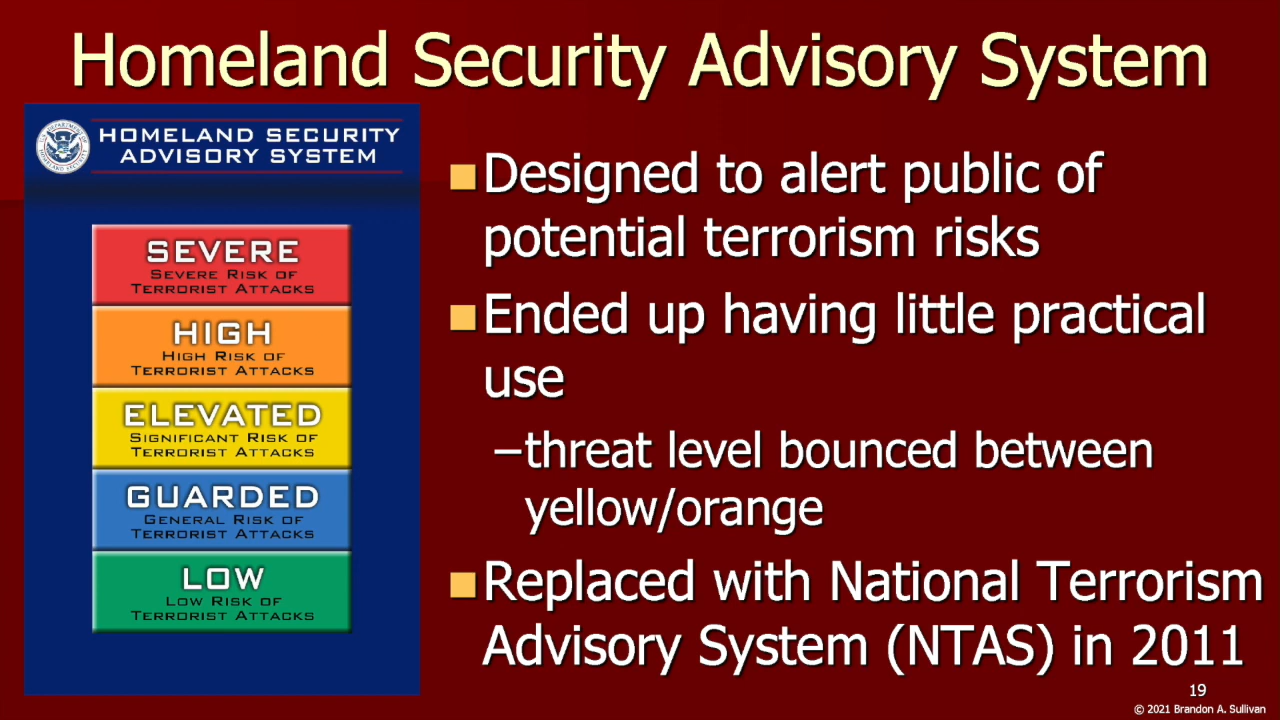 Homeland Security Advisory System
HOMELAND SECURITY
ADVISORY SYSTEM
SEVERE
SEVERE RISK OF
TERRORIST ATTACKS
HIGH
HIGH RISK OF
TERRORIST ATTACKS
ELEVATED
SIGNIFICANT RISK OF
TERRORIST ATTACKS
GUARDED
GENERAL RISK OF
TERRORIST ATTACKS
LOW
LOW RISK OF
TERRORIST ATTACKS
Designed to alert public of
potential terrorism risks
Ended up having little practical
use
–threat level bounced between
yellow/orange
Replaced with National Terrorism
Advisory System (NTAS) in 2011
19
© 2021 Brandon A. Sullivan